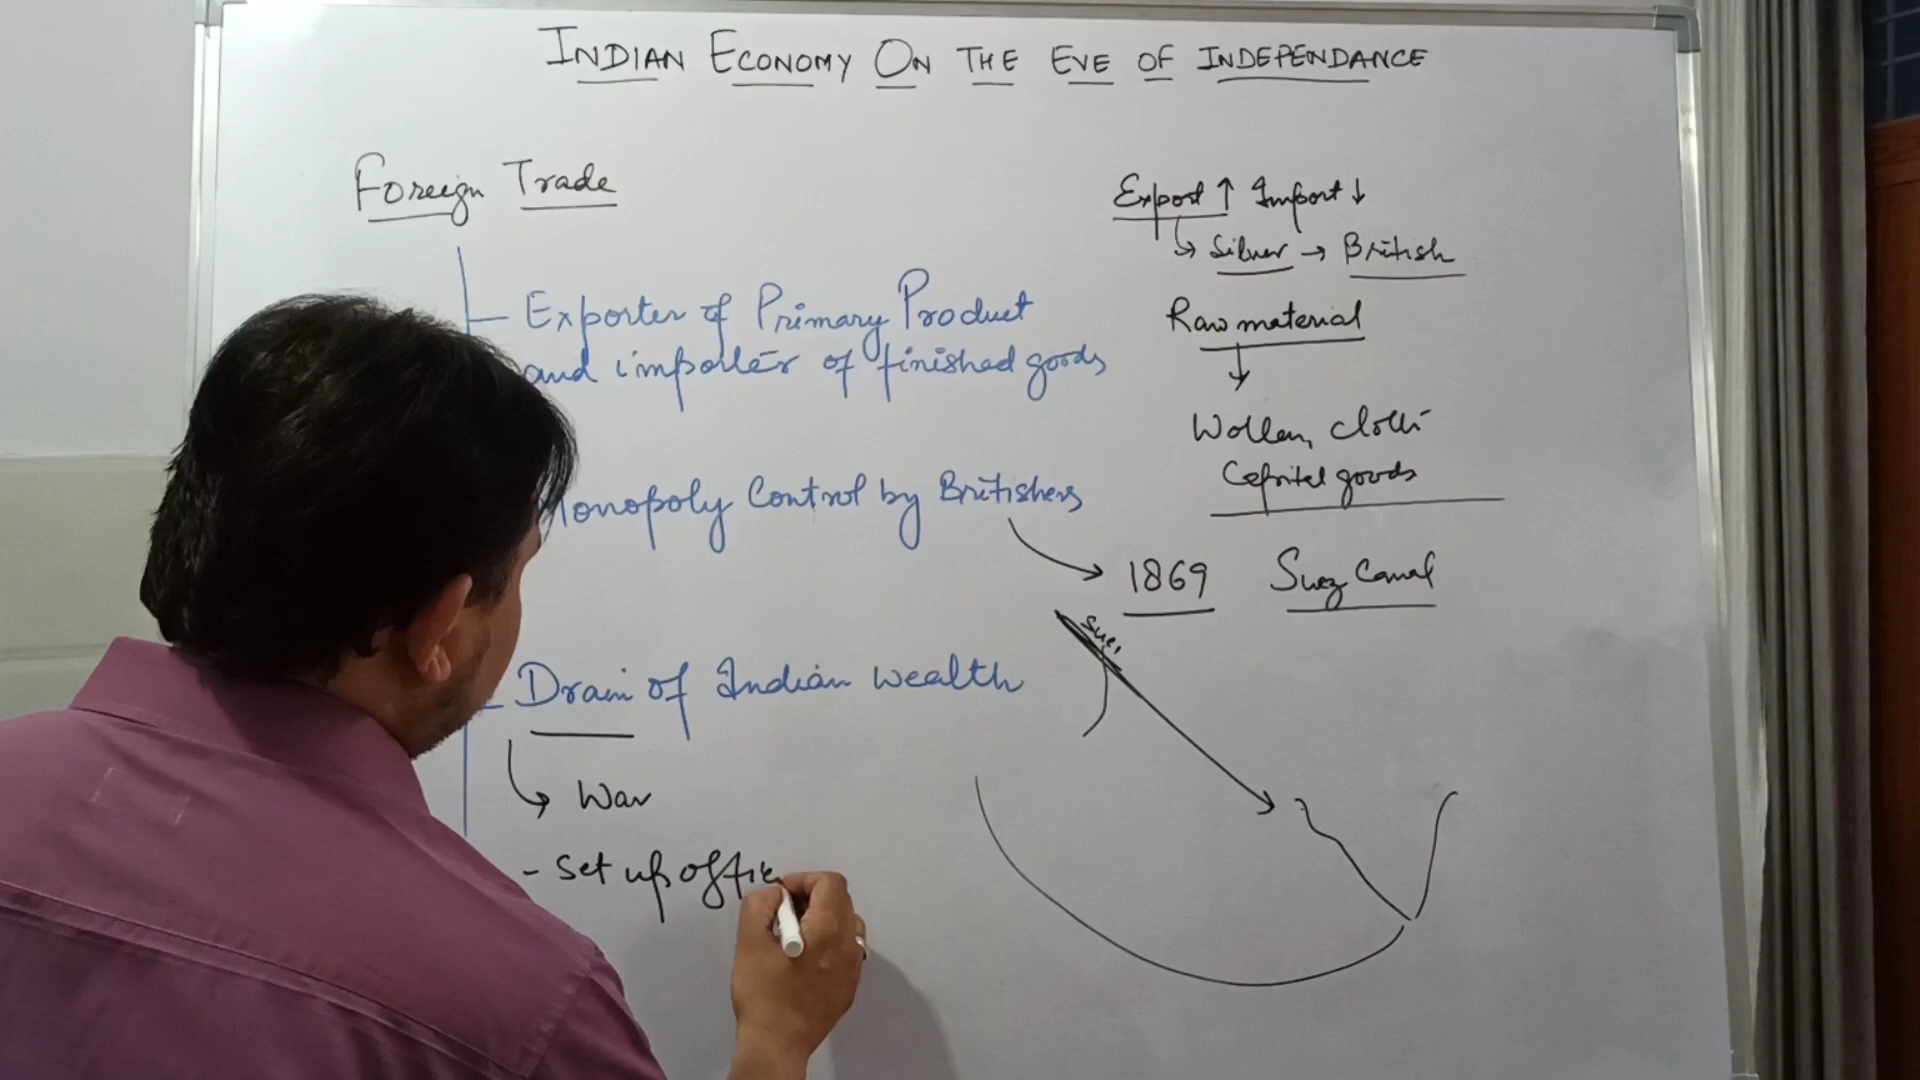 INDIAN ECONOMY ON THE EVE OF INDEPENDANCE
Foreign Trade
Exporter of Primary Product
and importer of finished goods
Monopoly Control by Britishers
Drain of Indian Wealth
War
- Set up offic
Export ↑ Import ↓
↳ Silver → British
Raw material
Wollen, cloth
Capital goods
1869 Suez Canal
Suez